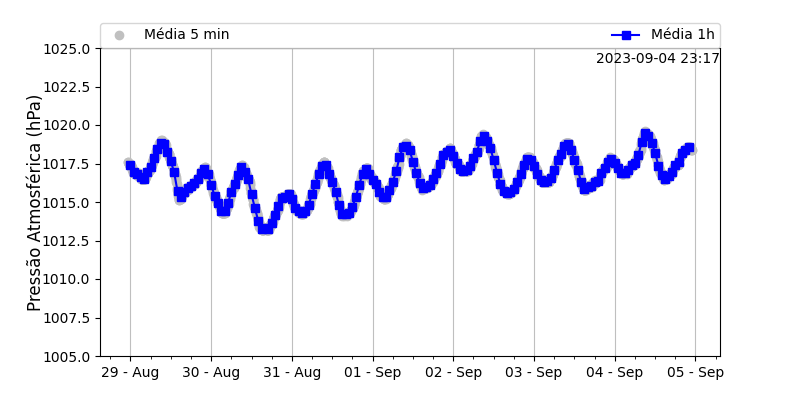 Média 5 min
Média 1h
2023-09-04 23:17
Pressão Atmosférica (hPa)
1025.0
1022.5
1020.0
1017.5
1015.0
1012.5
1010.0
1007.5
1005.0
29 - Aug
30 - Aug
31 - Aug
01 - Sep
02 - Sep
03 - Sep
04 - Sep
05 - Sep